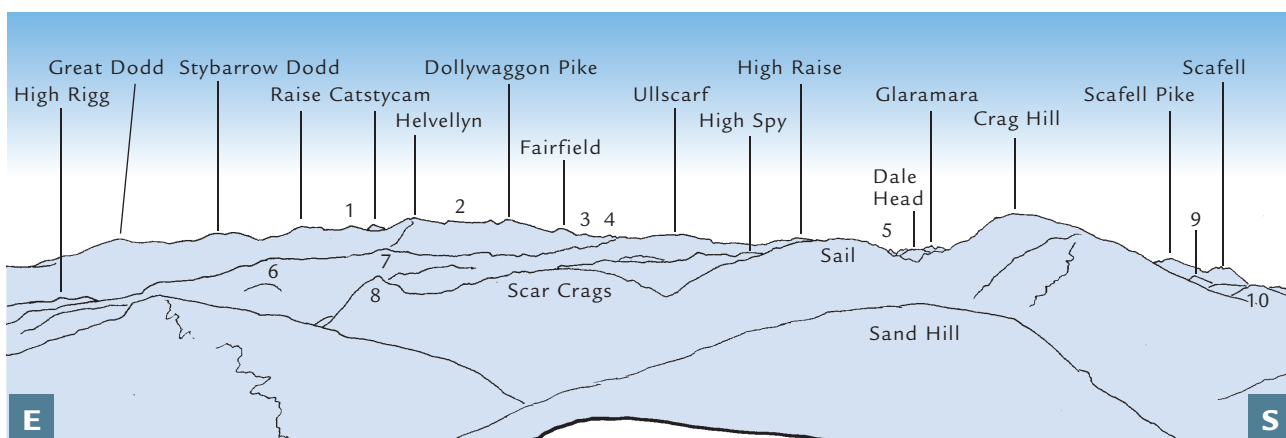 Great Dodd Stybarrow Dodd Dollywaggon Pike High Raise Scafell
High Rigg Raise Catstycam Ullscarf Glaramara Scafell Pike
Helvellyn High Spy Crag Hill
Fairfield
Dale
Head
1 2 3 4 5 9
6 7 Sail
8 Scar Crags 10
Sand Hill
E S